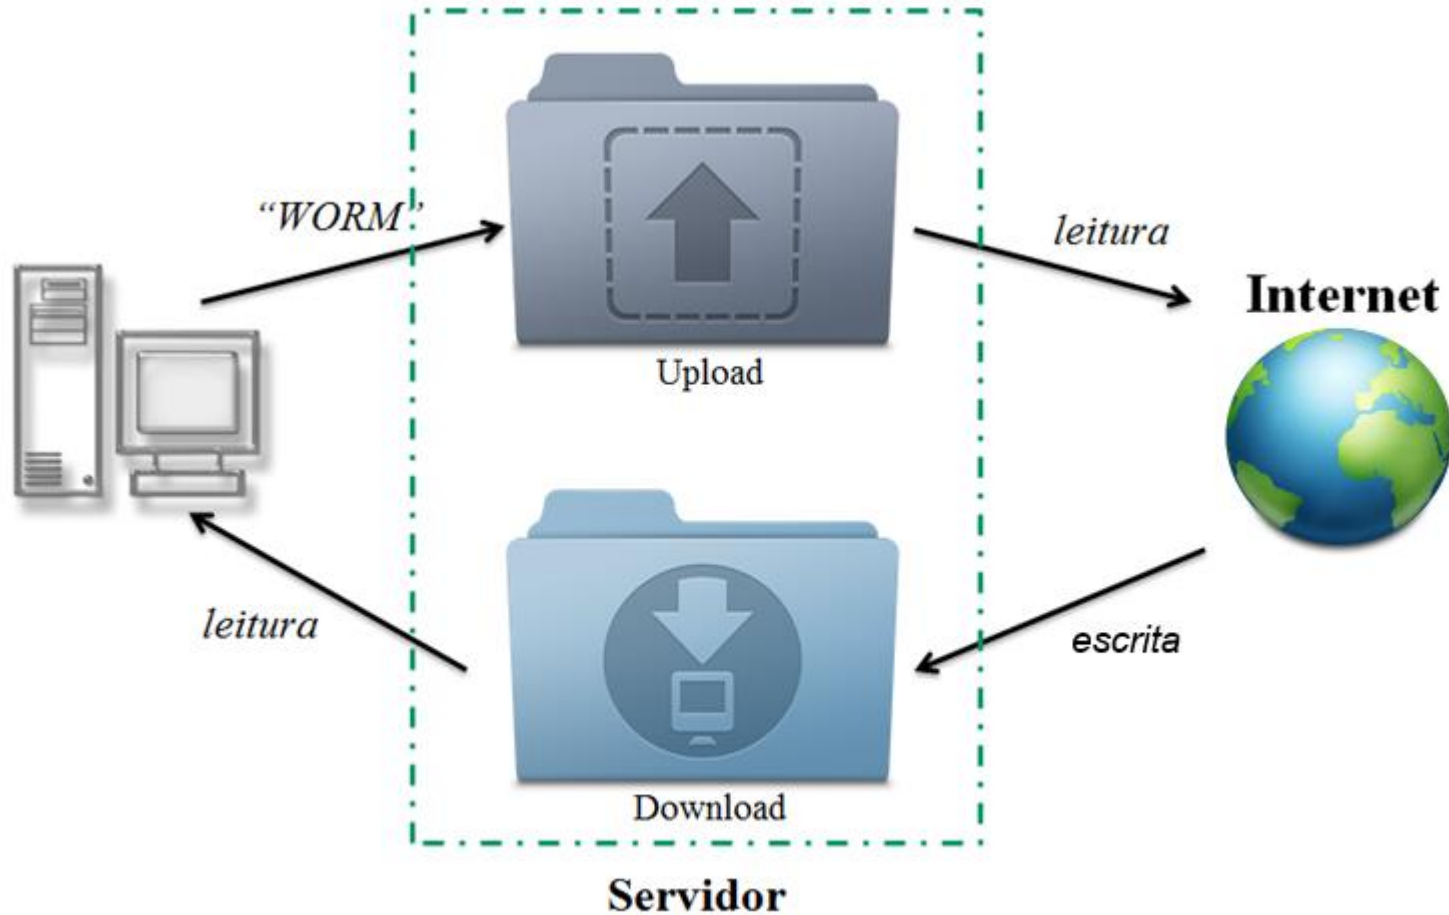 “WORM”
leitura
Internet
Upload
leitura
escrita
Download
Servidor